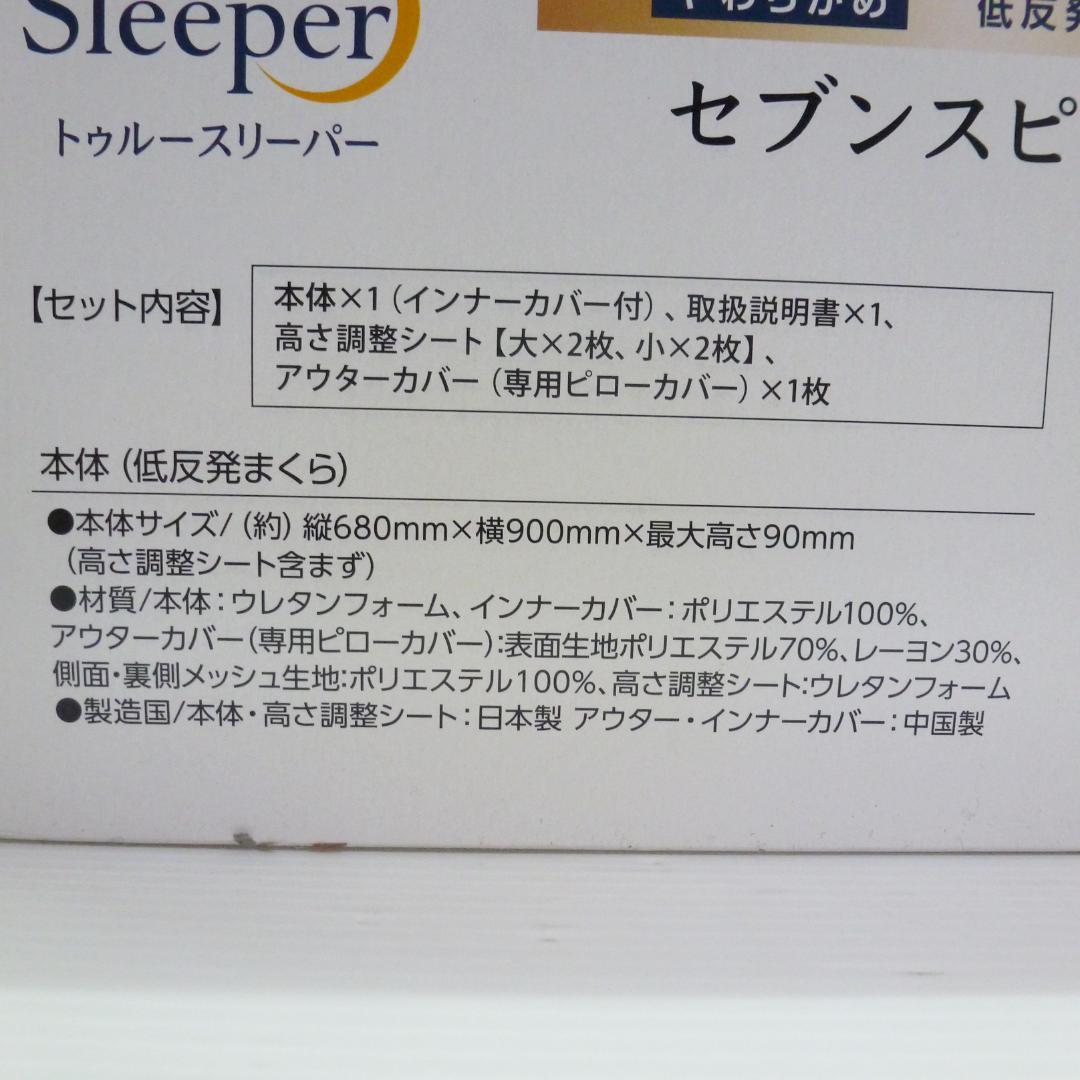 Sleeper
トゥルースリーパー
やわらかめ
低反発
セブンスピ
【セット内容】
本体×1（インナーカバー付）、取扱説明書×1、
高さ調整シート【大×2枚、小×2枚】、
アウターカバー（専用ピローカバー）×1枚
本体（低反発まくら）
●本体サイズ/（約）縦680mm×横900mm×最大高さ90mm
（高さ調整シート含まず）
●材質/本体：ウレタンフォーム、インナーカバー：ポリエステル100%、
アウターカバー（専用ピローカバー）：表面生地ポリエステル70%、レーヨン30%、
側面・裏側メッシュ生地：ポリエステル100%、高さ調整シート：ウレタンフォーム
●製造国/本体・高さ調整シート：日本製 アウター・インナーカバー：中国製